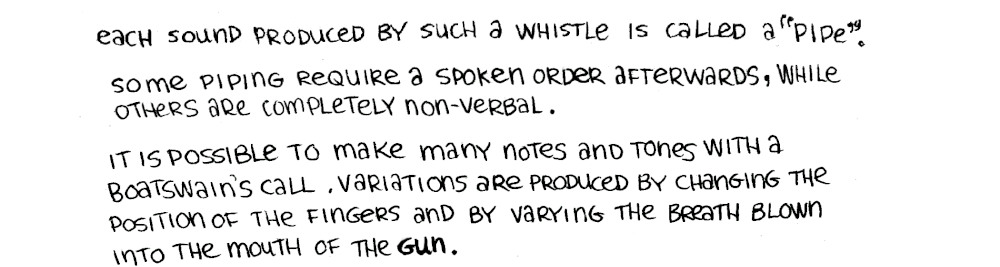 each sound produced by such a whistle is called a "pipe".
some piping require a spoken order afterwards, while
others are completely non-verbal.
it is possible to make many notes and tones with a
boatswain's call. variations are produced by changing the
position of the fingers and by varying the breath blown
into the mouth of the gun.